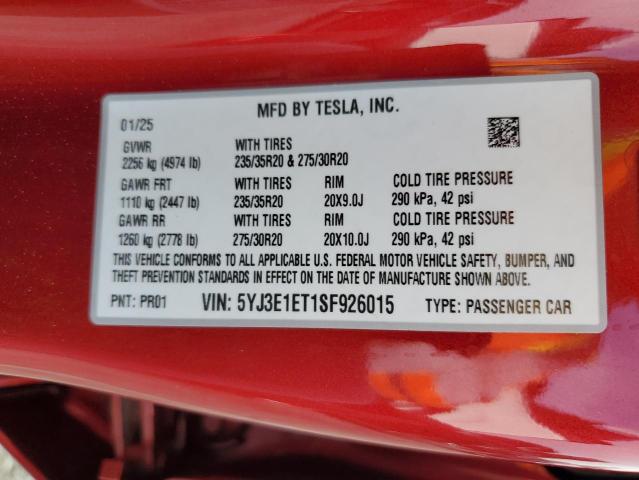 MFD BY TESLA, INC.
01/25
GVWR WITH TIRES
2256 kg (4974 lb) 235/35R20 & 275/30R20
GAWR FRT WITH TIRES RIM COLD TIRE PRESSURE
1110 kg (2447 lb) 235/35R20 20X9.0J 290 kPa, 42 psi
GAWR RR WITH TIRES RIM COLD TIRE PRESSURE
1260 kg (2778 lb) 275/30R20 20X10.0J 290 kPa, 42 psi
THIS VEHICLE CONFORMS TO ALL APPLICABLE U.S. FEDERAL MOTOR VEHICLE SAFETY, BUMPER, AND
THEFT PREVENTION STANDARDS IN EFFECT ON THE DATE OF MANUFACTURE SHOWN ABOVE.
PNT: PR01 VIN: 5YJ3E1ET1SF926015 TYPE: PASSENGER CAR